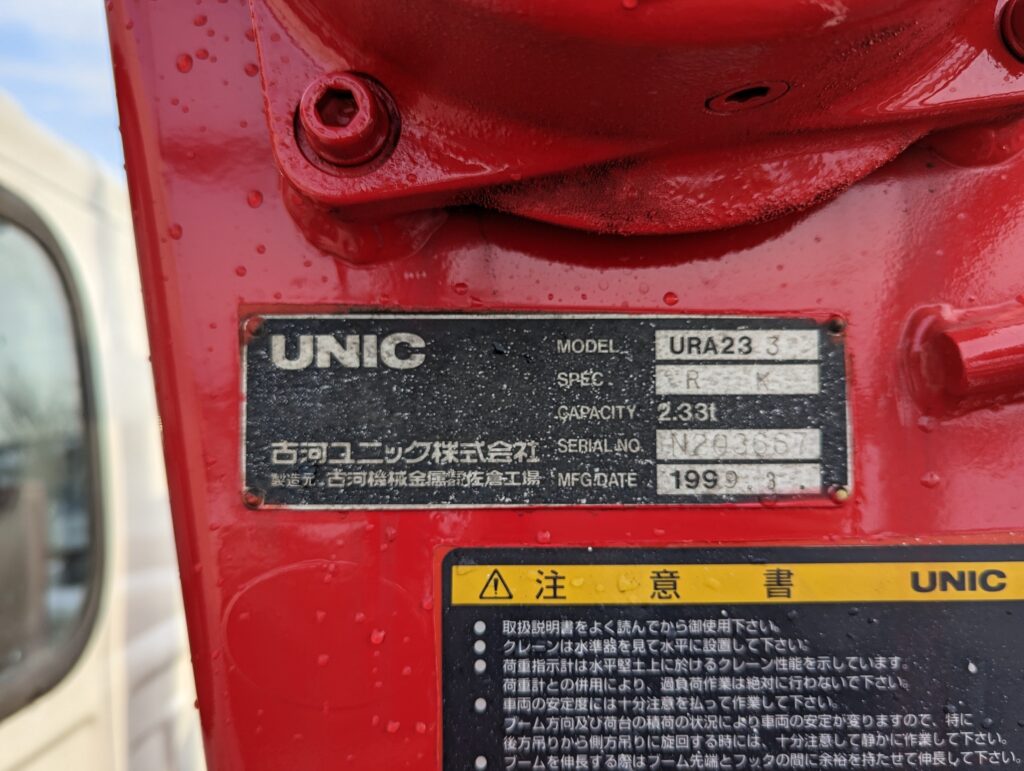 UNIC
MODEL URA23 3
SPEC. R K
CAPACITY 2.33t
古河ユニック株式会社 SERIAL NO. N203667
製造元 古河機械金属㈱佐倉工場 MFG.DATE 1999.3.
⚠ 注意書 UNIC
● 取扱説明書をよく読んでから御使用下さい。
● クレーンは水準器を見て水平に設置して下さい。
● 荷重指示計は水平堅土上に於けるクレーン性能を示しています。
荷重計との併用により、過負荷作業は絶対に行わないで下さい。
● 車両の安定度には十分注意を払って作業して下さい。
ブーム方向及び荷台の積荷の状況により車両の安定が変りますので、特に
後方吊りから側方吊りに旋回する時には、十分注意して静かに作業して下さい。
● ブームを伸長する際はブーム先端とフックの間に余裕を持たせて伸長して下さい。